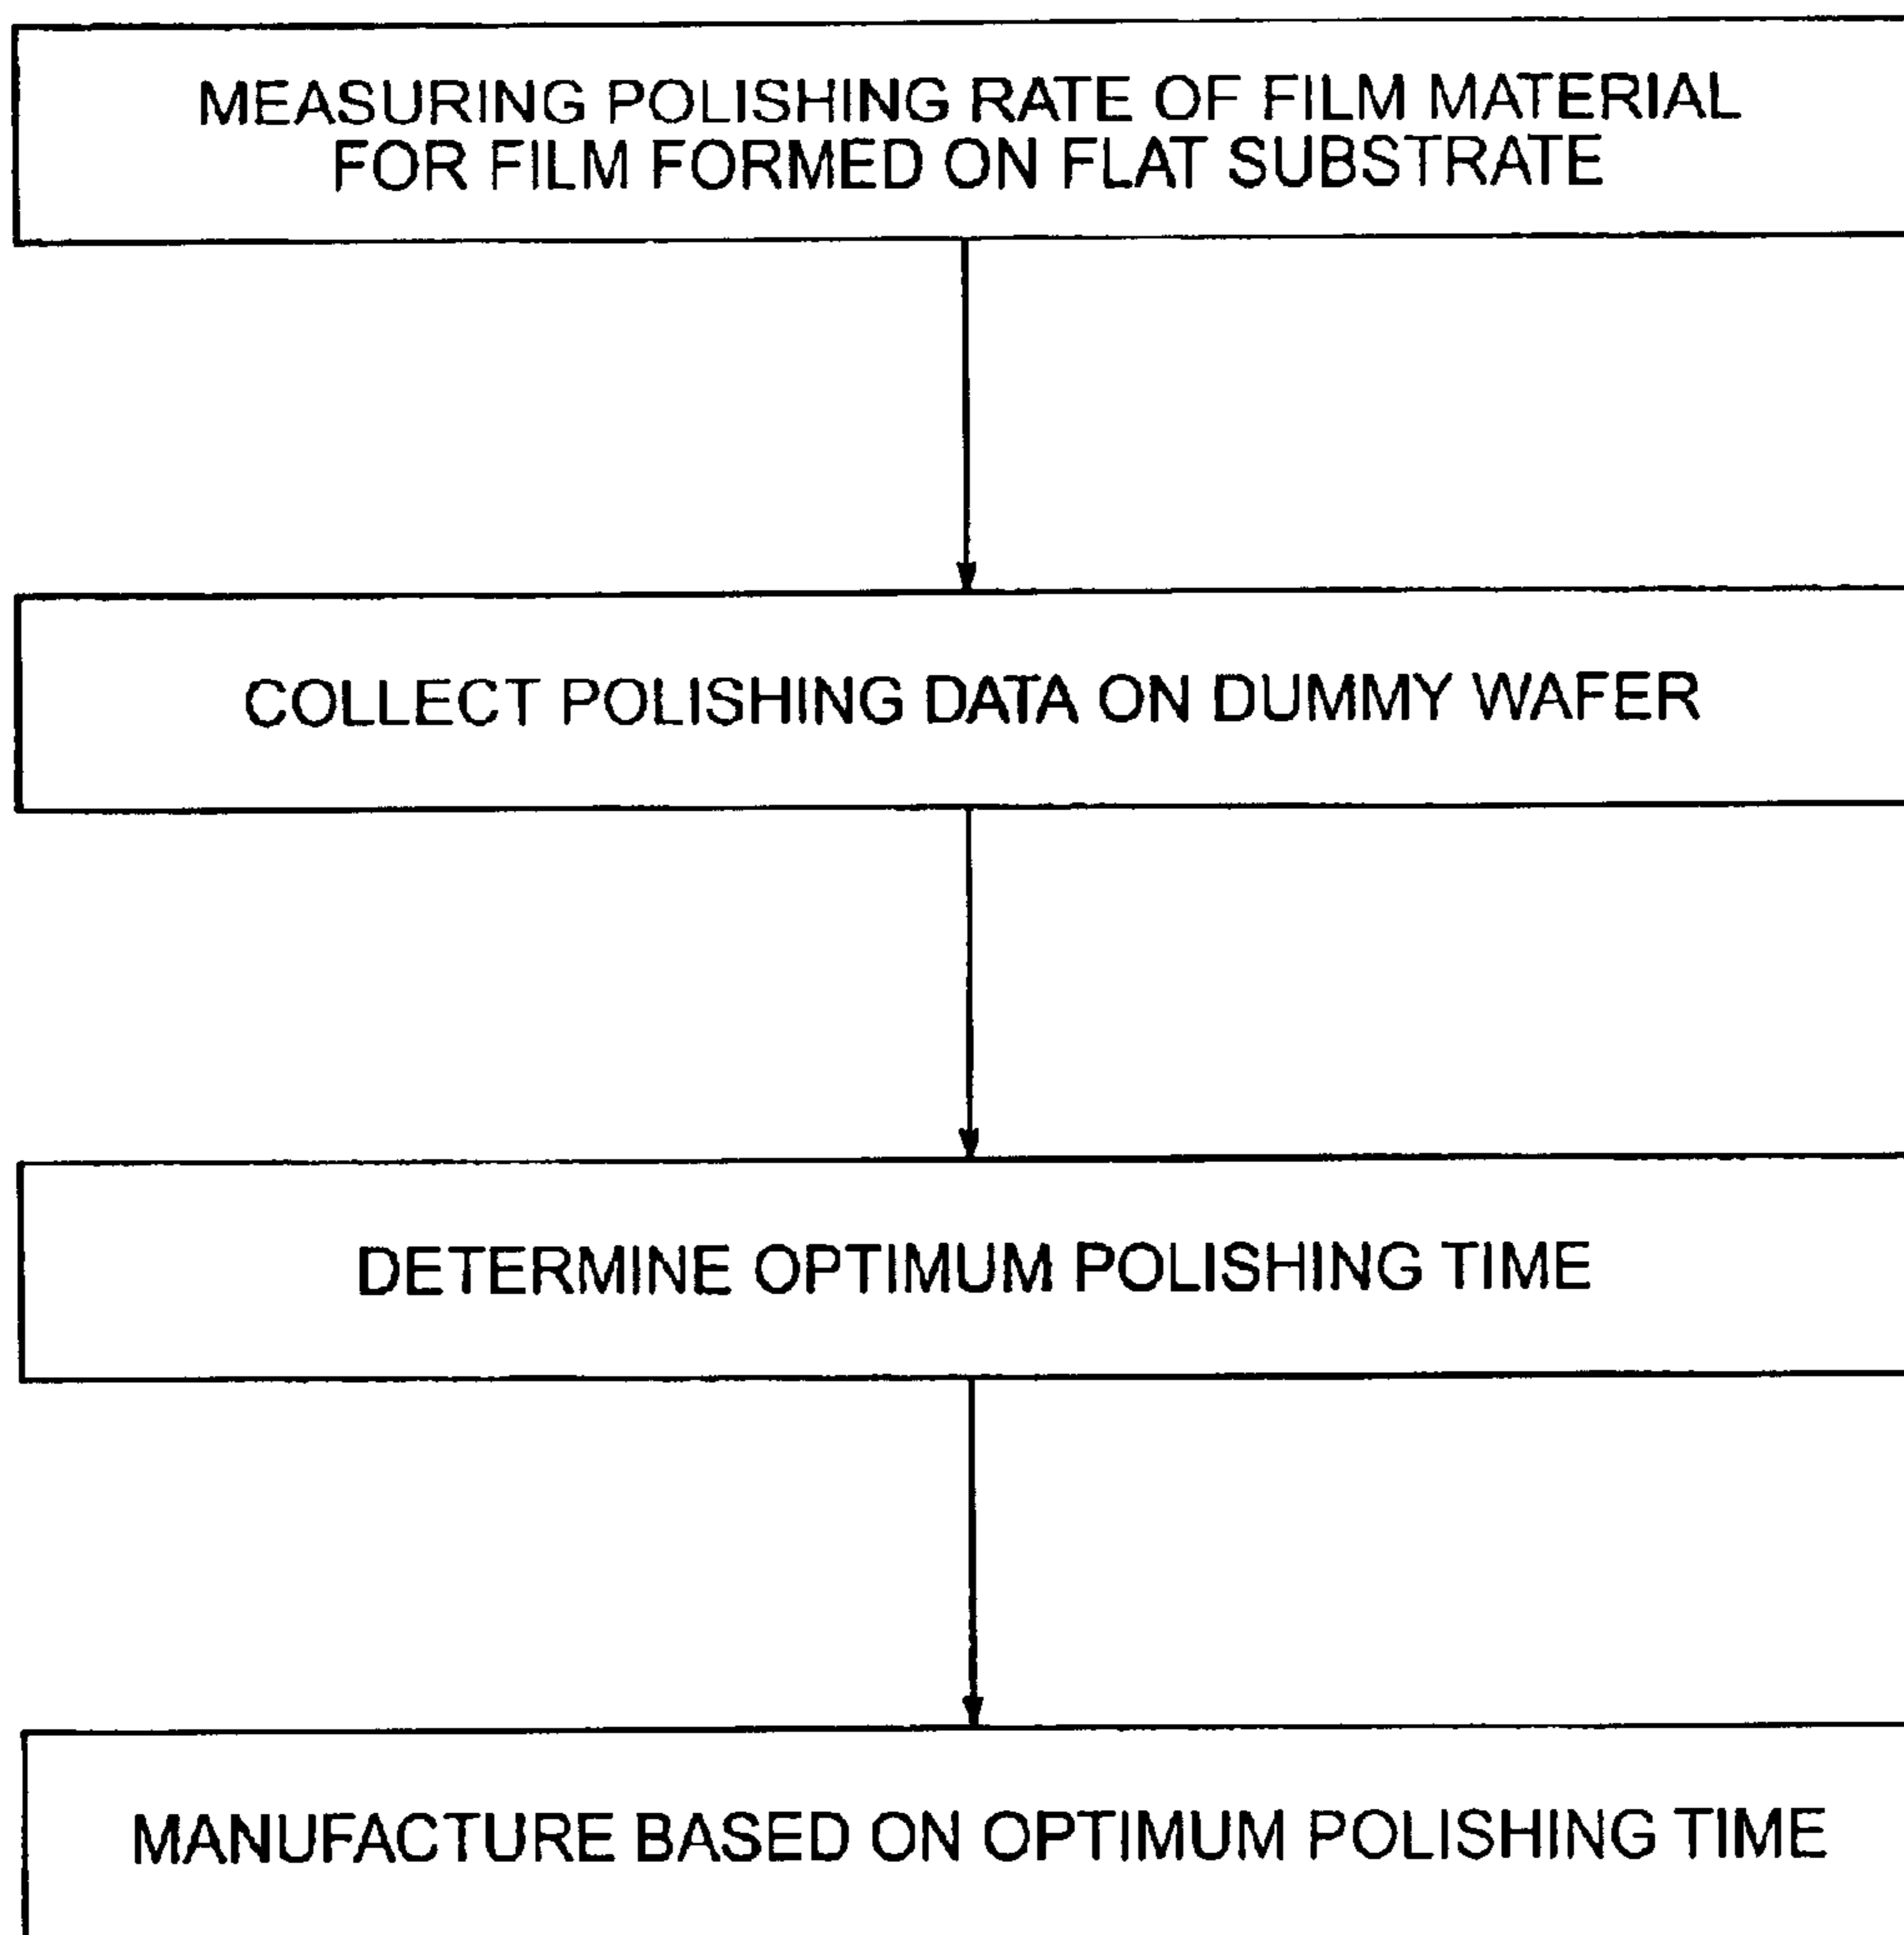 MEASURING POLISHING RATE OF FILM MATERIAL
FOR FILM FORMED ON FLAT SUBSTRATE
COLLECT POLISHING DATA ON DUMMY WAFER
DETERMINE OPTIMUM POLISHING TIME
MANUFACTURE BASED ON OPTIMUM POLISHING TIME